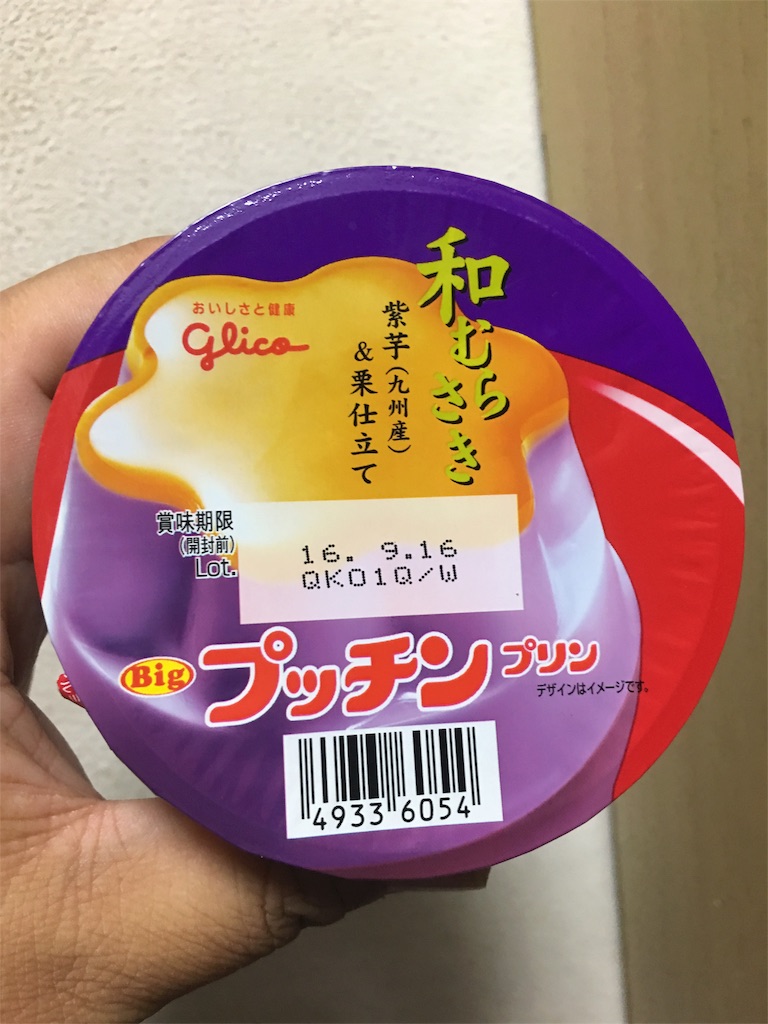 おいしさと健康
glico
和むらさき
紫芋(九州産)
&栗仕立て
賞味期限
(開封前)
Lot.
16. 9.16
QK01Q/W
Big プッチンプリン
デザインはイメージです。
4933 6054